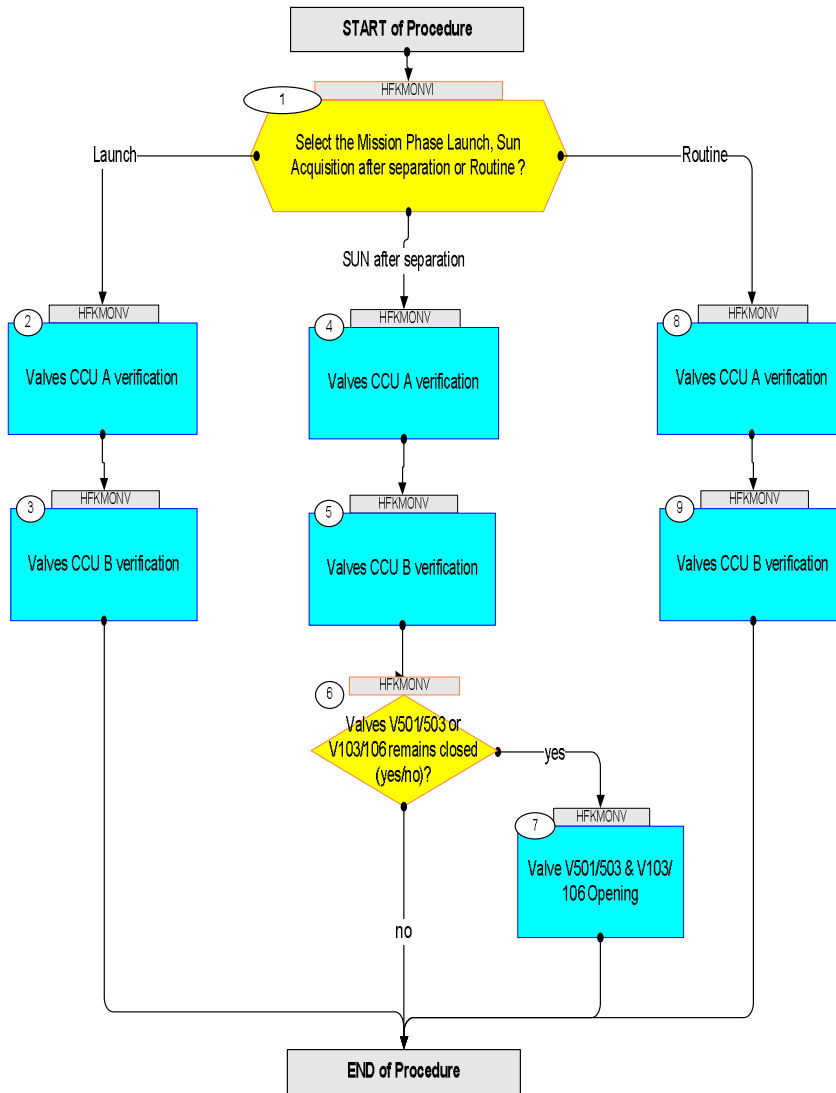 START of Procedure
HFKMONVI
1
Select the Mission Phase Launch, Sun
Acquisition after separation or Routine ?
Launch
Routine
SUN after separation
HFKMONV
2
Valves CCU A verification
HFKMONV
4
Valves CCU A verification
HFKMONV
8
Valves CCU A verification
HFKMONV
3
Valves CCU B verification
HFKMONV
5
Valves CCU B verification
HFKMONV
9
Valves CCU B verification
HFKMONV
6
Valves V501/503 or
V103/106 remains closed
(yes/no)?
yes
HFKMONV
7
Valve V501/503 & V103/
106 Opening
no
END of Procedure